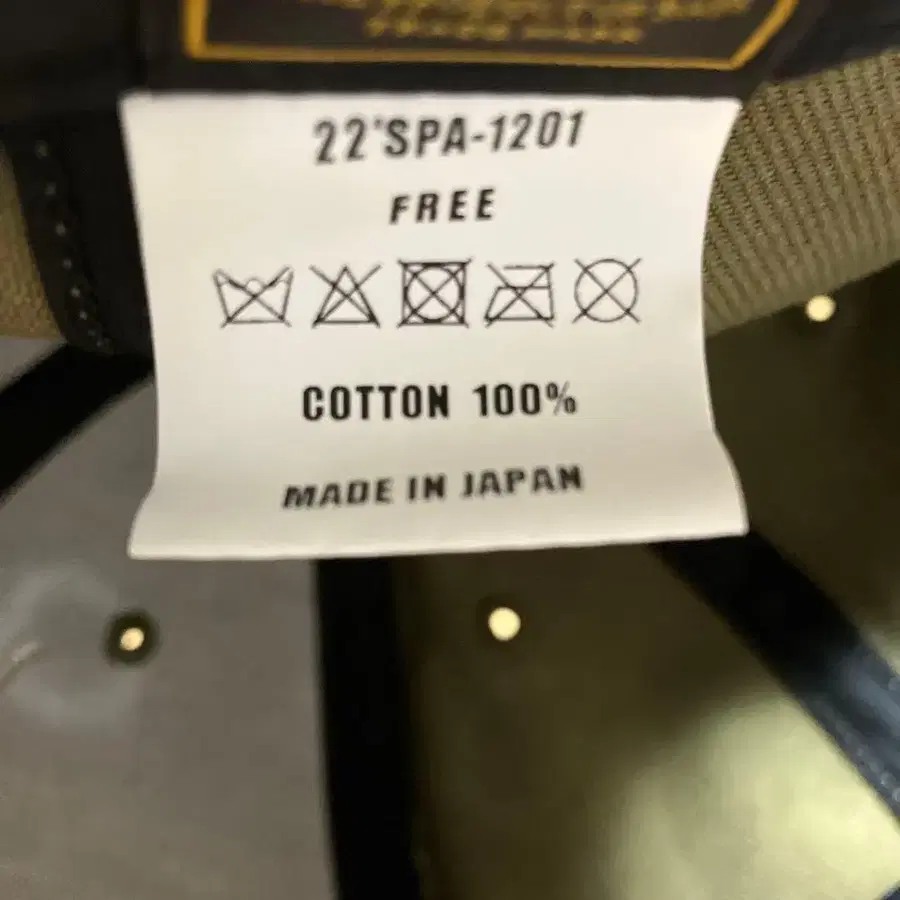 22'SPA-1201
FREE
COTTON 100%
MADE IN JAPAN